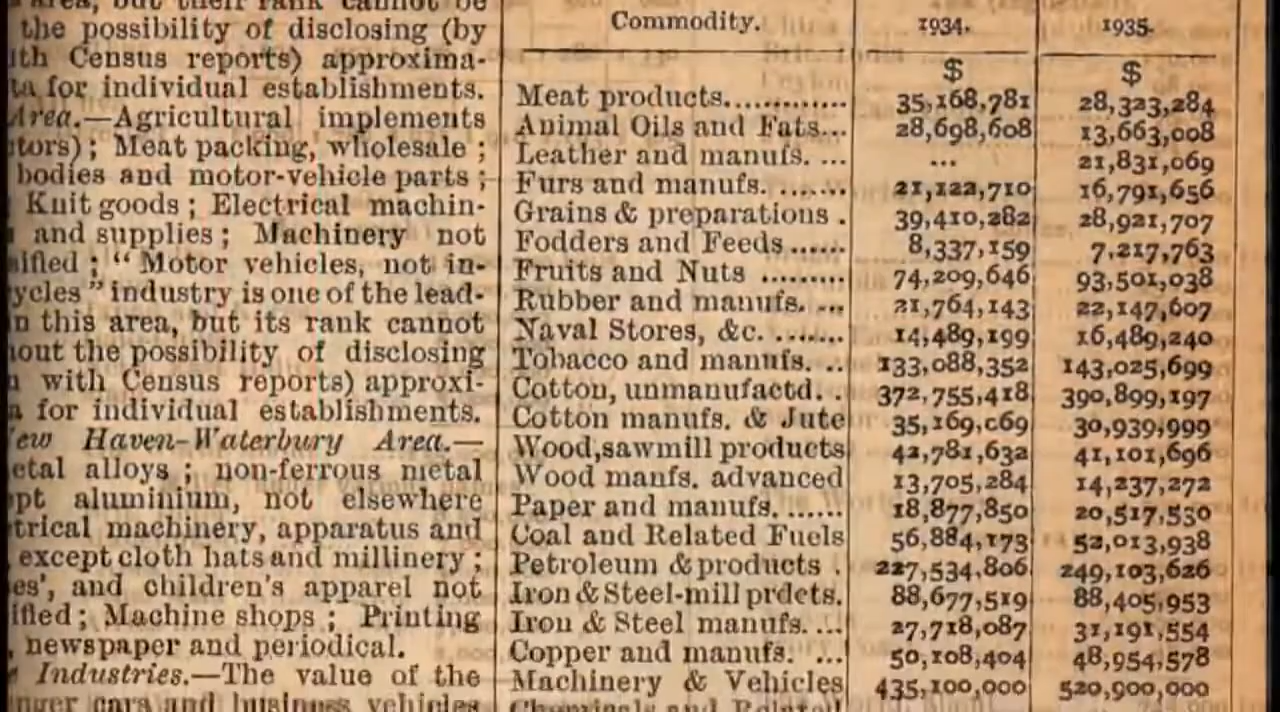 area, but their rank cannot be
the possibility of disclosing (by
Census reports) approxima-
for individual establishments.
Area.—Agricultural implements
; Meat packing, wholesale ;
bodies and motor-vehicle parts ;
Knit goods ; Electrical machin-
and supplies ; Machinery not
; “ Motor vehicles, not in-
” industry is one of the lead-
this area, but its rank cannot
the possibility of disclosing
with Census reports) approxi-
for individual establishments.
Haven-Waterbury Area.—
alloys ; non-ferrous metal
aluminium, not elsewhere
machinery, apparatus and
except cloth hats and millinery ;
and children's apparel not
; Machine shops ; Printing
, newspaper and periodical.
Industries.—The value of the
cars and business vehicles
Commodity. 1934. 1935.
$ $
Meat products............. 35,168,781 28,323,284
Animal Oils and Fats... 28,698,608 13,663,008
Leather and manufs. ... ... 21,831,069
Furs and manufs. ....... 21,122,710 16,791,656
Grains & preparations . 39,410,282 28,921,707
Fodders and Feeds ...... 8,337,159 7,217,763
Fruits and Nuts ......... 74,209,646 93,501,038
Rubber and manufs. ... 21,764,143 22,147,607
Naval Stores, &c. ....... 14,489,199 16,489,240
Tobacco and manufs. .. 133,088,352 143,025,699
Cotton, unmanufactd. . 372,755,418 390,899,197
Cotton manufs. & Jute 35,169,069 30,939,999
Wood,sawmill products 42,781,632 41,101,696
Wood manfs. advanced 13,705,284 14,237,272
Paper and manufs. ...... 18,877,850 20,517,530
Coal and Related Fuels 56,884,173 52,013,938
Petroleum & products . 227,534,806 249,103,626
Iron & Steel-mill prdcts. 88,677,519 88,405,953
Iron & Steel manufs. ... 27,718,087 31,191,554
Copper and manufs. ... 50,108,404 48,954,578
Machinery & Vehicles 435,100,000 520,900,000
Chemicals and Related